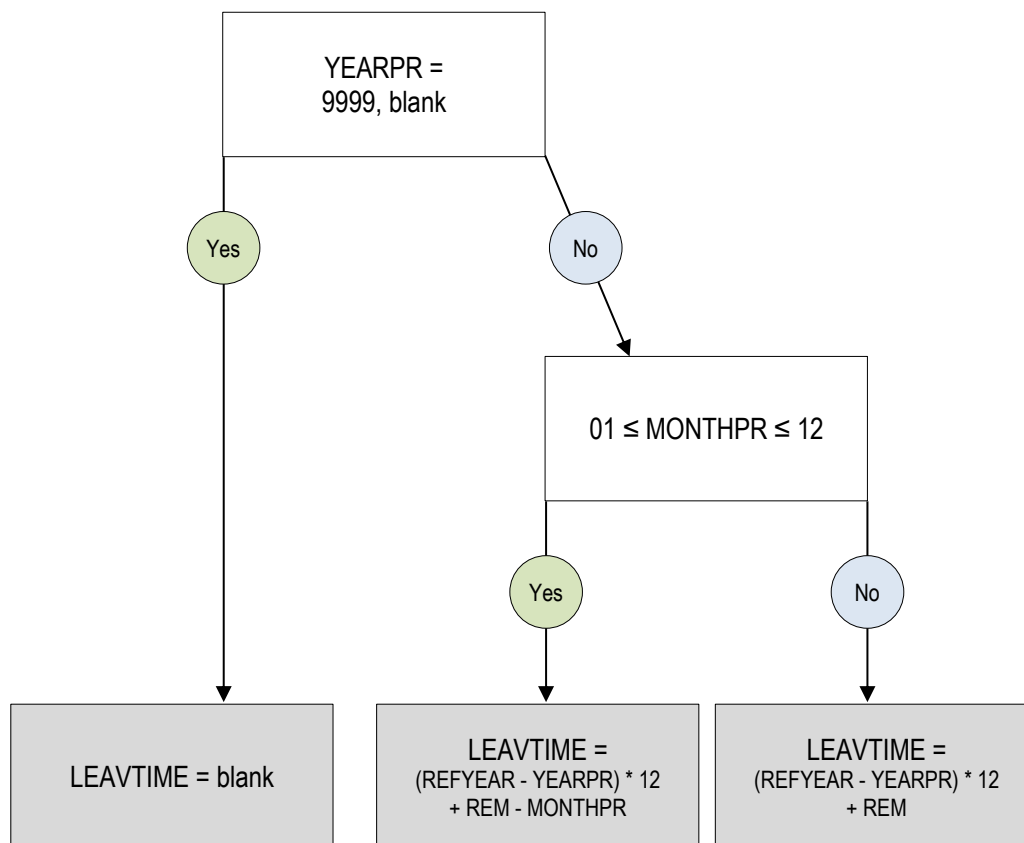 YEARPR =
9999, blank
Yes
No
01 ≤ MONTHPR ≤ 12
Yes
No
LEAVTIME = blank
LEAVTIME =
(REFYEAR - YEARPR) * 12
+ REM - MONTHPR
LEAVTIME =
(REFYEAR - YEARPR) * 12
+ REM